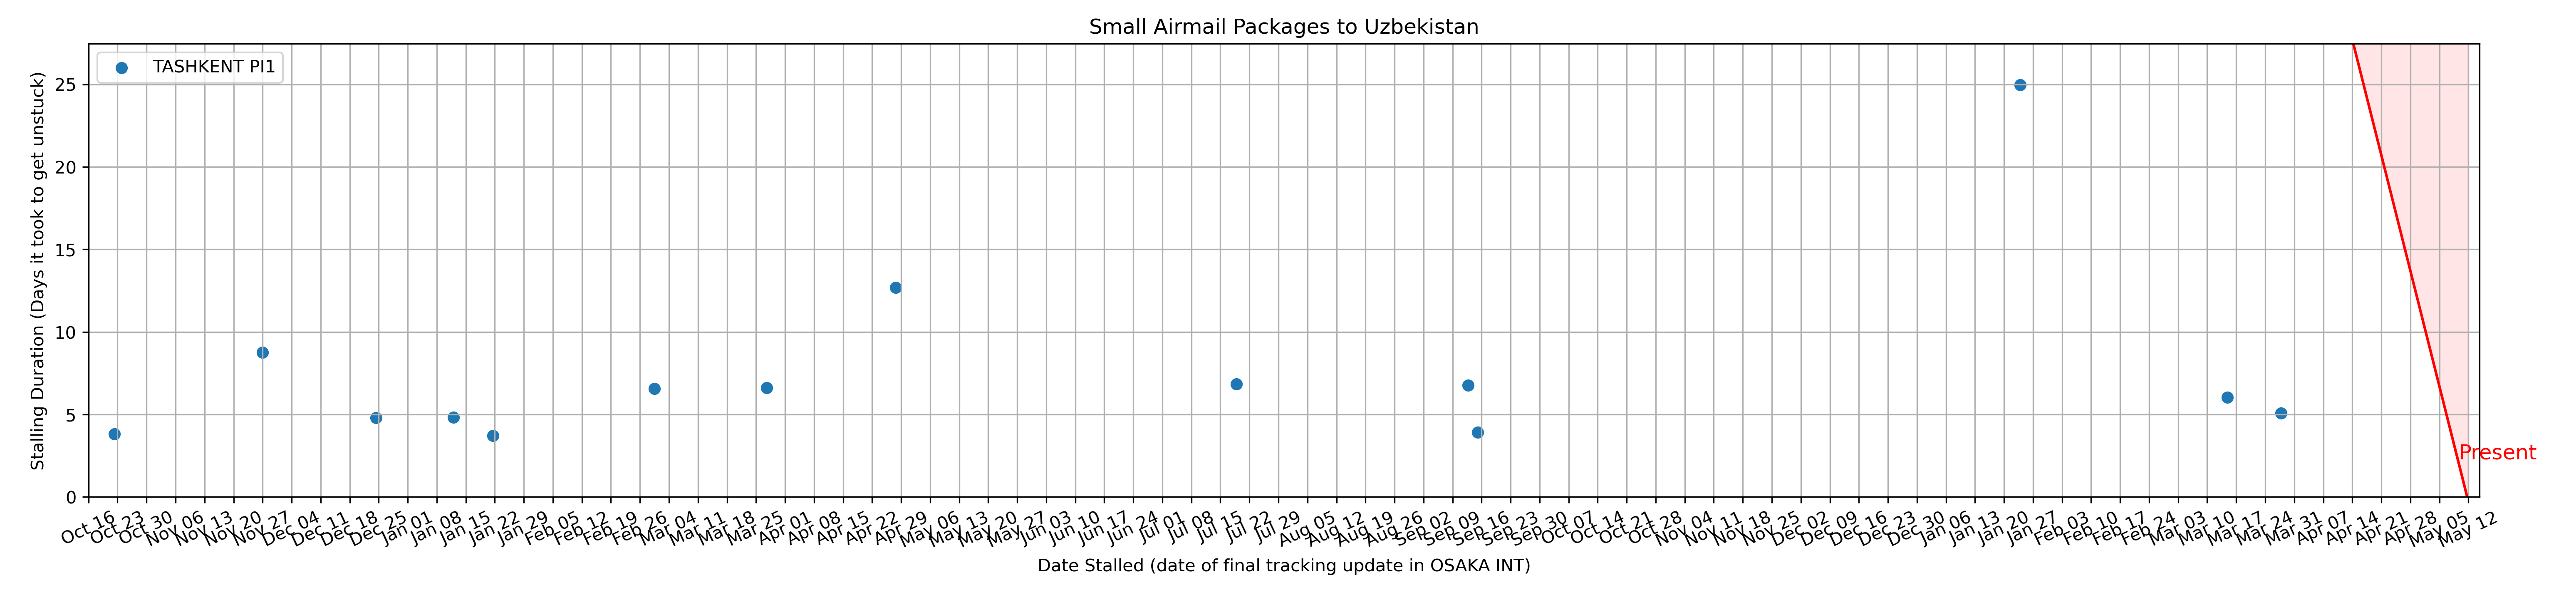 Small Airmail Packages to Uzbekistan
TASHKENT PI1
Stalling Duration (Days it took to get unstuck)
25
20
15
10
5
0
Present
Oct 16
Oct 23
Oct 30
Nov 06
Nov 13
Nov 20
Nov 27
Dec 04
Dec 11
Dec 18
Dec 25
Jan 01
Jan 08
Jan 15
Jan 22
Jan 29
Feb 05
Feb 12
Feb 19
Feb 26
Mar 04
Mar 11
Mar 18
Mar 25
Apr 01
Apr 08
Apr 15
Apr 22
Apr 29
May 06
May 13
May 20
May 27
Jun 03
Jun 10
Jun 17
Jun 24
Jul 01
Jul 08
Jul 15
Jul 22
Jul 29
Aug 05
Aug 12
Aug 19
Aug 26
Sep 02
Sep 09
Sep 16
Sep 23
Sep 30
Oct 07
Oct 14
Oct 21
Oct 28
Nov 04
Nov 11
Nov 18
Nov 25
Dec 02
Dec 09
Dec 16
Dec 23
Dec 30
Jan 06
Jan 13
Jan 20
Jan 27
Feb 03
Feb 10
Feb 17
Feb 24
Mar 03
Mar 10
Mar 17
Mar 24
Mar 31
Apr 07
Apr 14
Apr 21
Apr 28
May 05
May 12
Date Stalled (date of final tracking update in OSAKA INT)